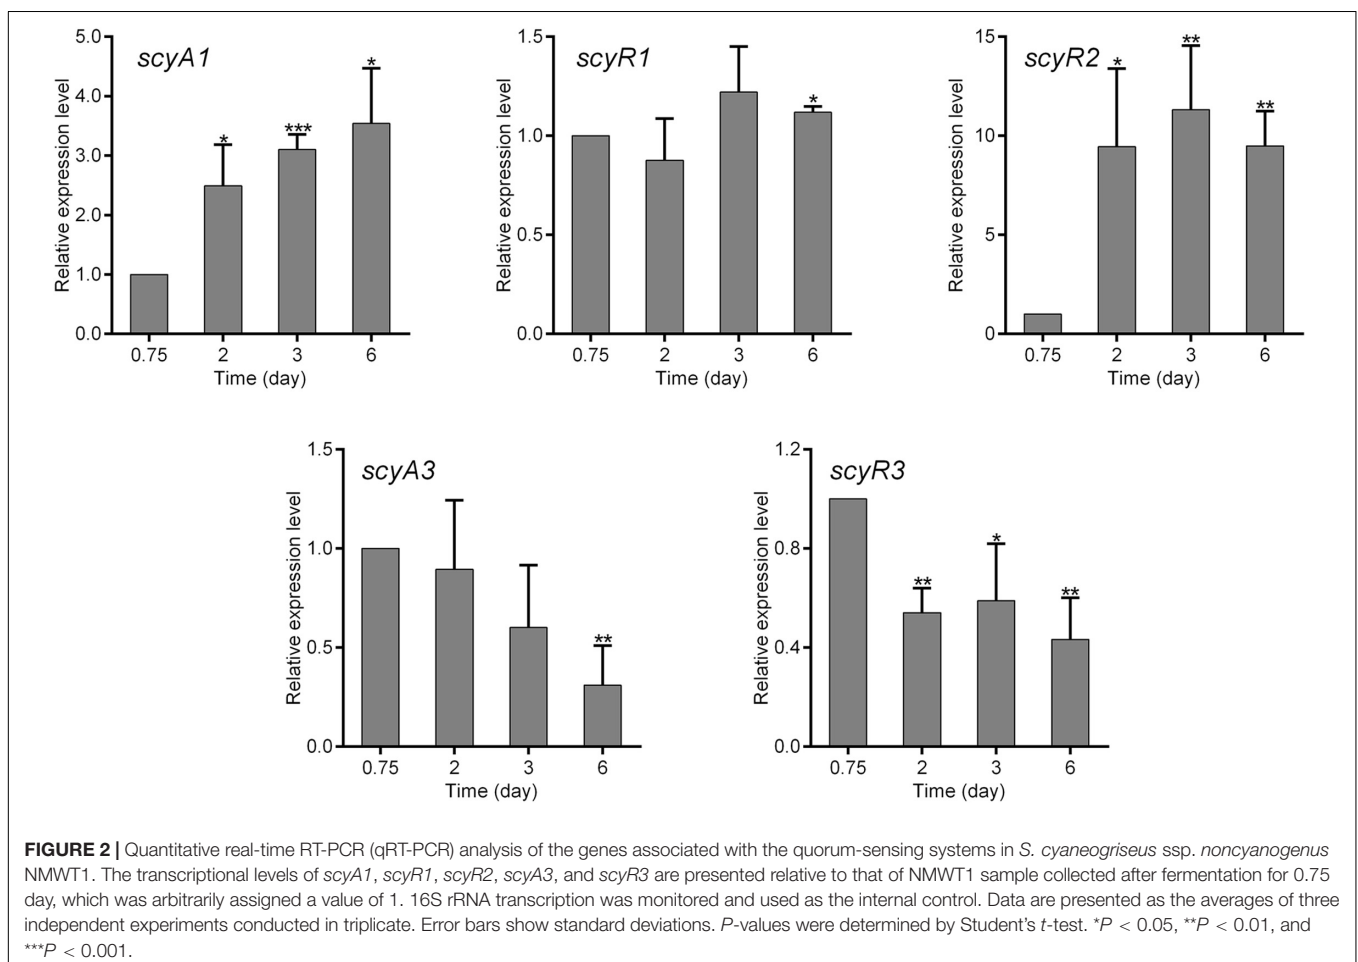 scyA1
Relative expression level
5.0
4.0
3.0
2.0
1.0
0.0
*
***
*
0.75 2 3 6
Time (day)
scyR1
Relative expression level
1.5
1.0
0.5
0.0
*
0.75 2 3 6
Time (day)
scyR2
Relative expression level
15
10
5
0
*
**
**
0.75 2 3 6
Time (day)
scyA3
Relative expression level
1.5
1.0
0.5
0.0
**
0.75 2 3 6
Time (day)
scyR3
Relative expression level
1.2
0.8
0.4
0.0
**
*
**
0.75 2 3 6
Time (day)
FIGURE 2 | Quantitative real-time RT-PCR (qRT-PCR) analysis of the genes associated with the quorum-sensing systems in S. cyaneogriseus ssp. noncyanogenus
NMWT1. The transcriptional levels of scyA1, scyR1, scyR2, scyA3, and scyR3 are presented relative to that of NMWT1 sample collected after fermentation for 0.75
day, which was arbitrarily assigned a value of 1. 16S rRNA transcription was monitored and used as the internal control. Data are presented as the averages of three
independent experiments conducted in triplicate. Error bars show standard deviations. P-values were determined by Student's t-test. *P < 0.05, **P < 0.01, and
***P < 0.001.